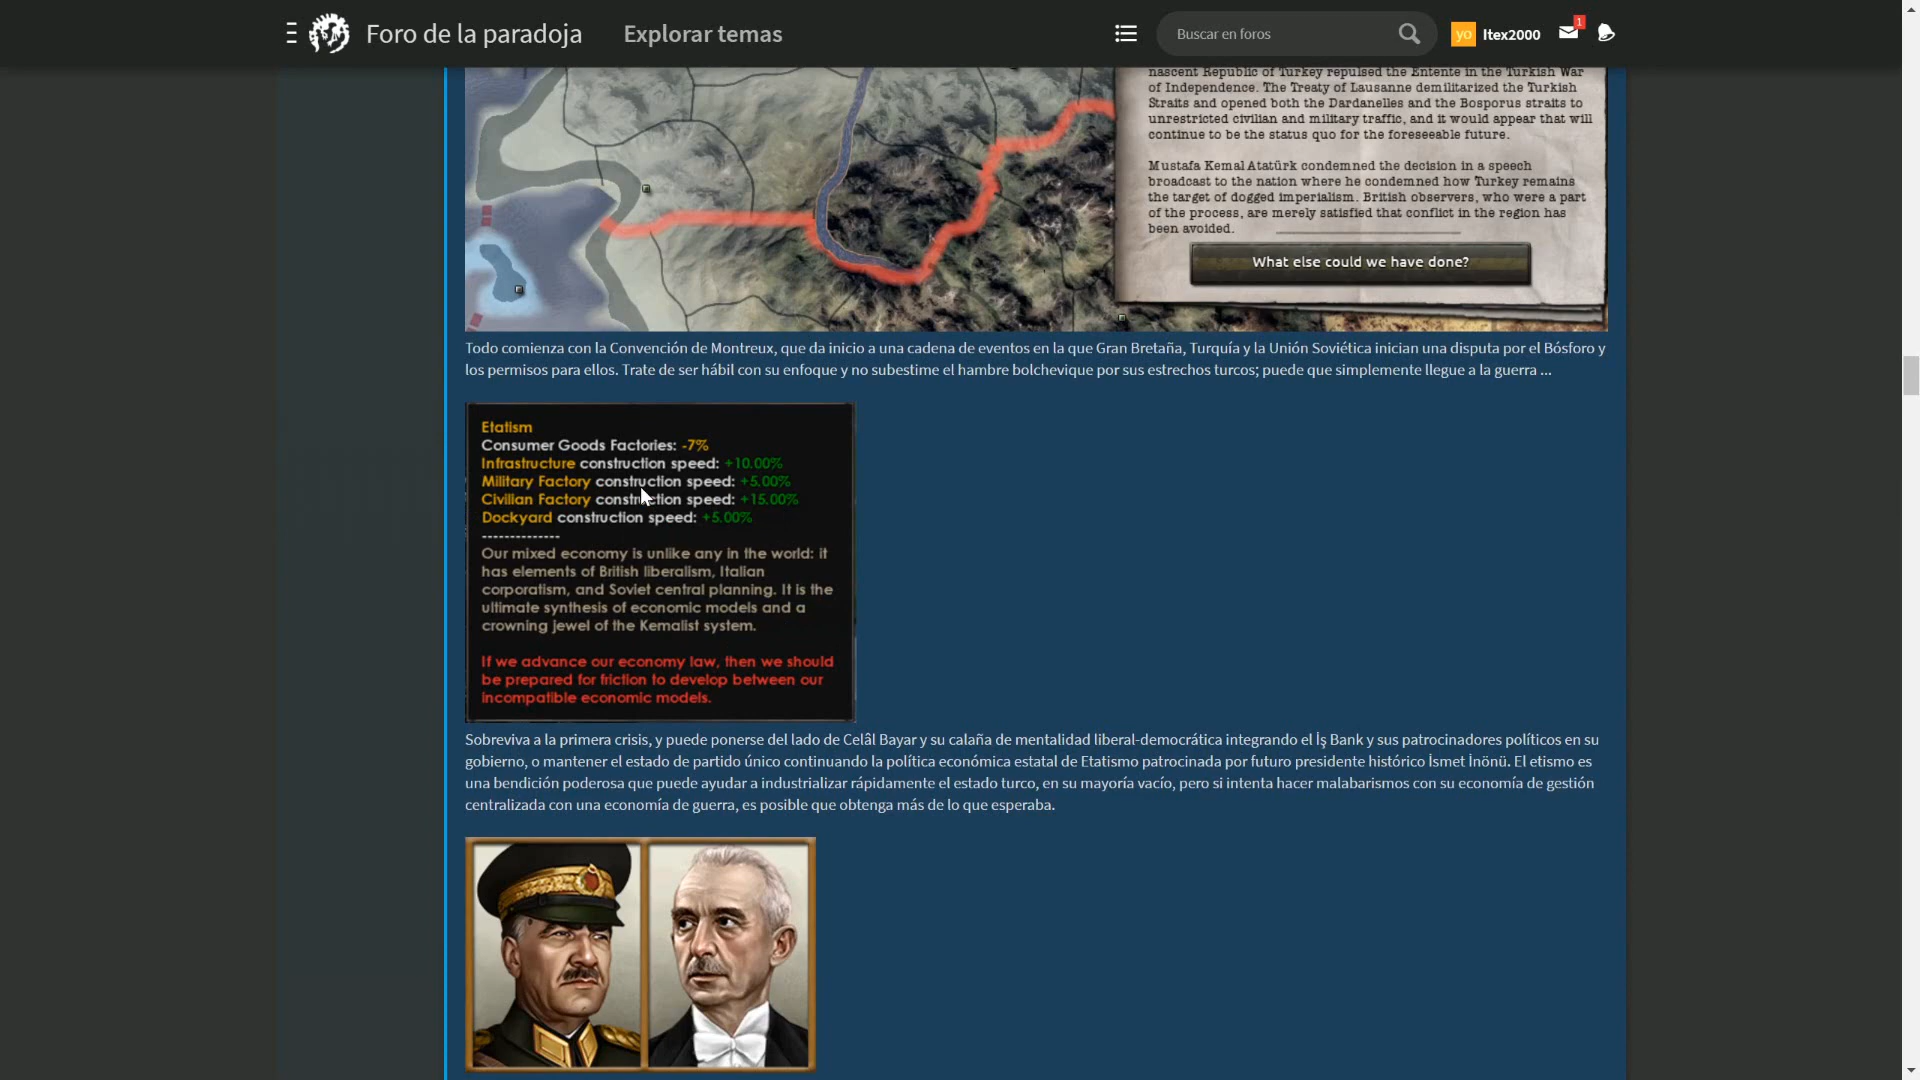 Foro de la paradoja
Explorar temas
Buscar en foros
yo
Itex2000
1
nascent Republic of Turkey repulsed the Entente in the Turkish War
of Independence. The Treaty of Lausanne demilitarized the Turkish
Straits and opened both the Dardanelles and the Bosporus straits to
unrestricted civilian and military traffic, and it would appear that will
continue to be the status quo for the foreseeable future.
Mustafa Kemal Atatürk condemned the decision in a speech
broadcast to the nation where he condemned how Turkey remains
the target of dogged imperialism. British observers, who were a part
of the process, are merely satisfied that conflict in the region has
been avoided.
What else could we have done?
Todo comienza con la Convención de Montreux, que da inicio a una cadena de eventos en la que Gran Bretaña, Turquía y la Unión Soviética inician una disputa por el Bósforo y
los permisos para ellos. Trate de ser hábil con su enfoque y no subestime el hambre bolchevique por sus estrechos turcos; puede que simplemente llegue a la guerra ...
Etatism
Consumer Goods Factories: -7%
Infrastructure construction speed: +10.00%
Military Factory construction speed: +5.00%
Civilian Factory construction speed: +15.00%
Dockyard construction speed: +5.00%
--------------
Our mixed economy is unlike any in the world: it
has elements of British liberalism, Italian
corporatism, and Soviet central planning. It is the
ultimate synthesis of economic models and a
crowning jewel of the Kemalist system.
If we advance our economy law, then we should
be prepared for friction to develop between our
incompatible economic models.
Sobreviva a la primera crisis, y puede ponerse del lado de Celâl Bayar y su calaña de mentalidad liberal-democrática integrando el İş Bank y sus patrocinadores políticos en su
gobierno, o mantener el estado de partido único continuando la política económica estatal de Etatismo patrocinada por futuro presidente histórico İsmet İnönü. El etismo es
una bendición poderosa que puede ayudar a industrializar rápidamente el estado turco, en su mayoría vacío, pero si intenta hacer malabarismos con su economía de gestión
centralizada con una economía de guerra, es posible que obtenga más de lo que esperaba.